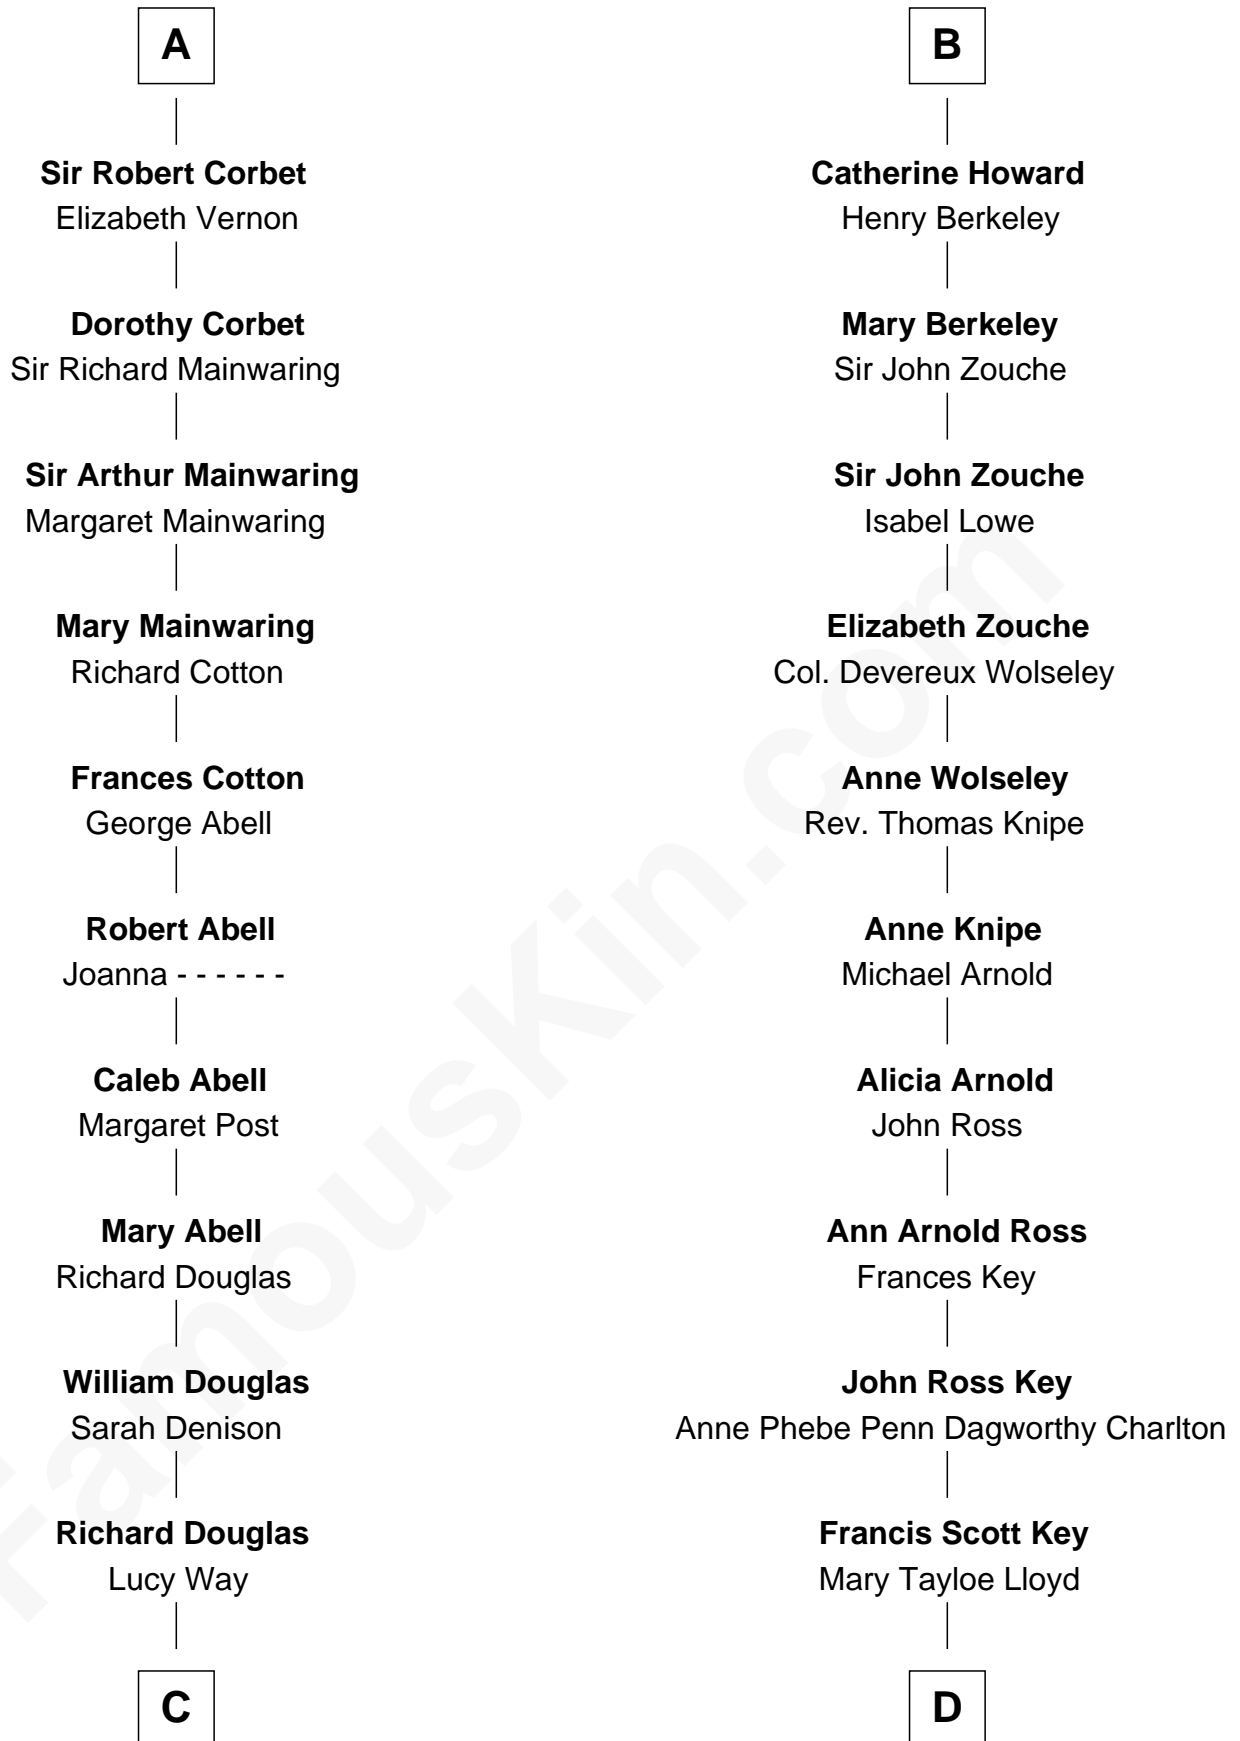 A
Sir Robert Corbet
Elizabeth Vernon
Dorothy Corbet
Sir Richard Mainwaring
Sir Arthur Mainwaring
Margaret Mainwaring
Mary Mainwaring
Richard Cotton
Frances Cotton
George Abell
Robert Abell
Joanna - - - - - -
Caleb Abell
Margaret Post
Mary Abell
Richard Douglas
William Douglas
Sarah Denison
Richard Douglas
Lucy Way
C
B
Catherine Howard
Henry Berkeley
Mary Berkeley
Sir John Zouche
Sir John Zouche
Isabel Lowe
Elizabeth Zouche
Col. Devereux Wolseley
Anne Wolseley
Rev. Thomas Knipe
Anne Knipe
Michael Arnold
Alicia Arnold
John Ross
Ann Arnold Ross
Frances Key
John Ross Key
Anne Phebe Penn Dagworthy Charlton
Francis Scott Key
Mary Tayloe Lloyd
D
FamousKin.com